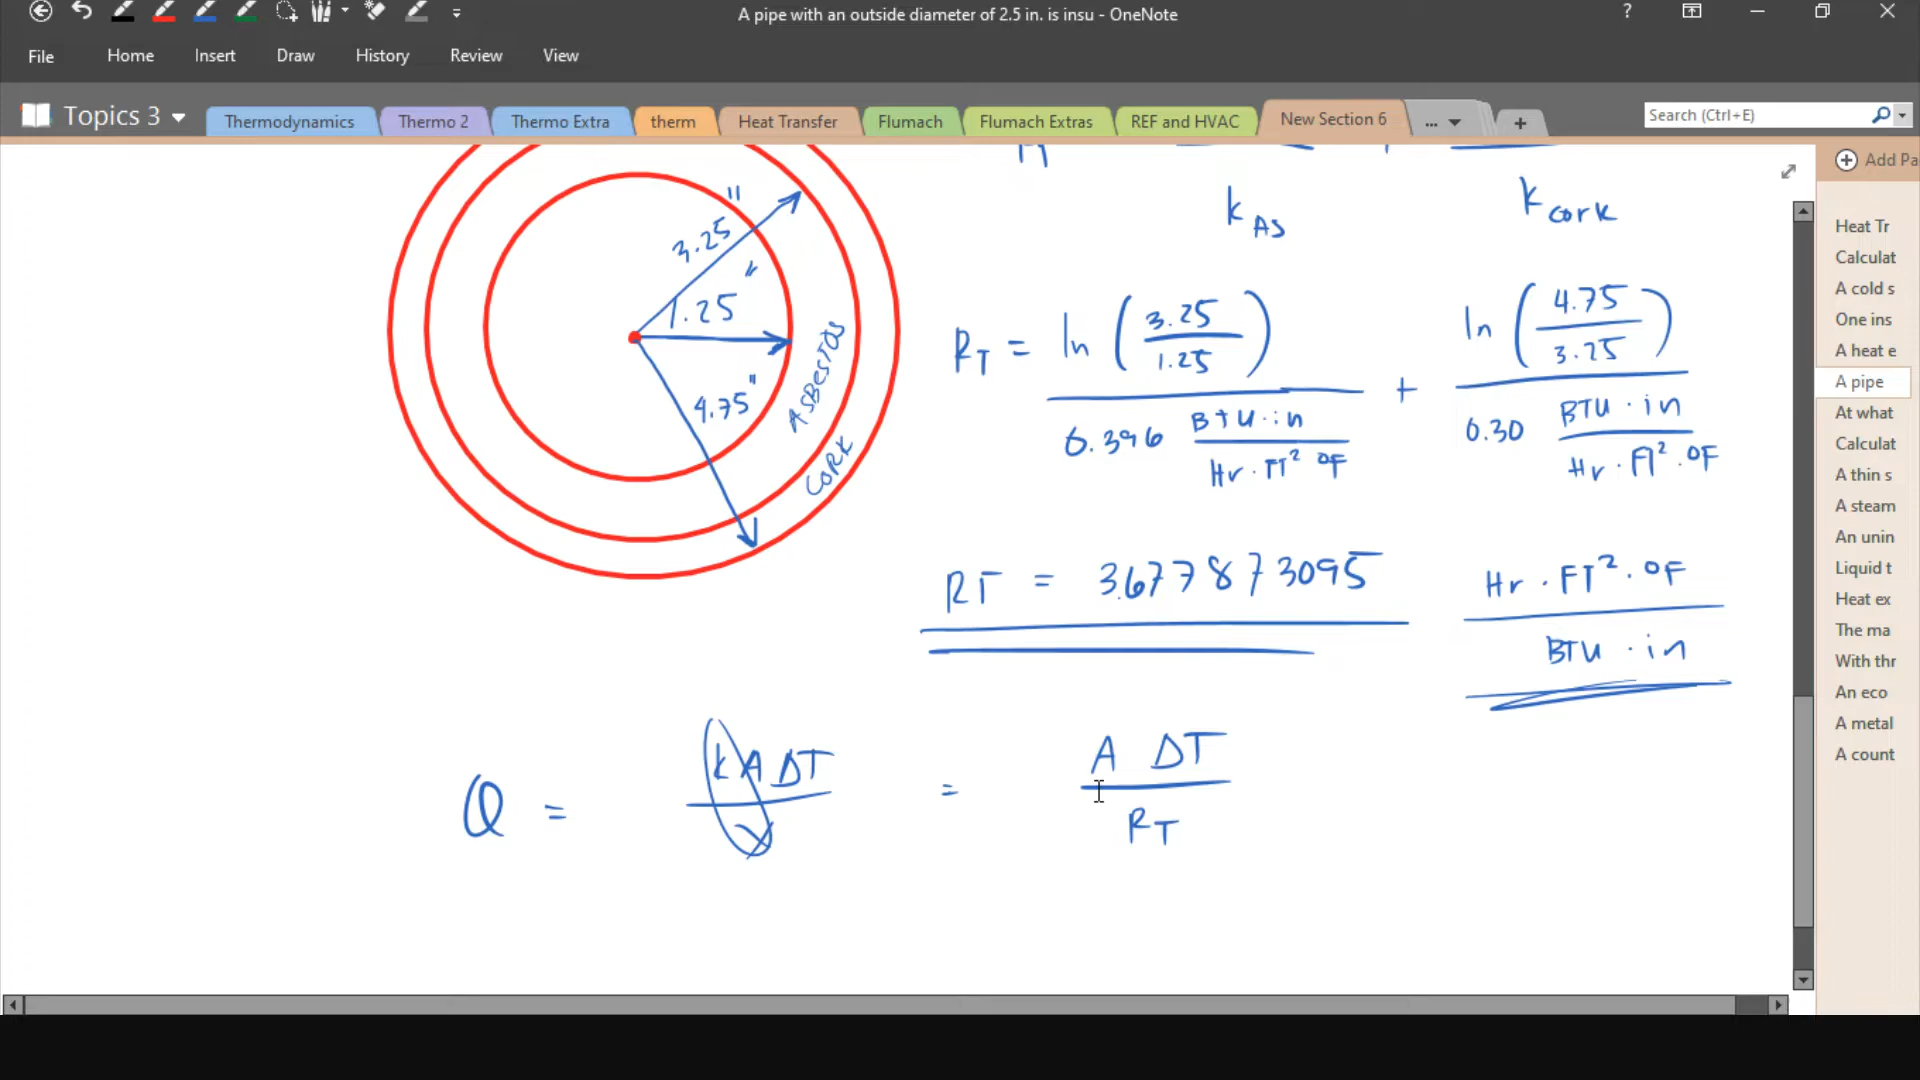 A pipe with an outside diameter of 2.5 in. is insu - OneNote
?
File Home Insert Draw History Review View
Topics 3
Thermodynamics Thermo 2 Thermo Extra therm Heat Transfer Flumach Flumach Extras REF and HVAC New Section 6 ... +
Search (Ctrl+E)
Add Pa
Heat Tr
Calculat
A cold s
One ins
A heat e
A pipe
At what
Calculat
A thin s
A steam
An unin
Liquid t
Heat ex
The ma
With thr
An eco
A metal
A count
3.25"
1.25"
4.75"
ASBESTOS
CORK
k AS
k cork
RT = ln (3.25 / 1.25) / 0.396 BTU·in / Hr·FT² °F + ln (4.75 / 3.25) / 0.30 BTU·in / Hr·FT²·°F
RT = 3.677873095 Hr·FT²·°F / BTU·in
Q = kAΔT / x = A ΔT / RT